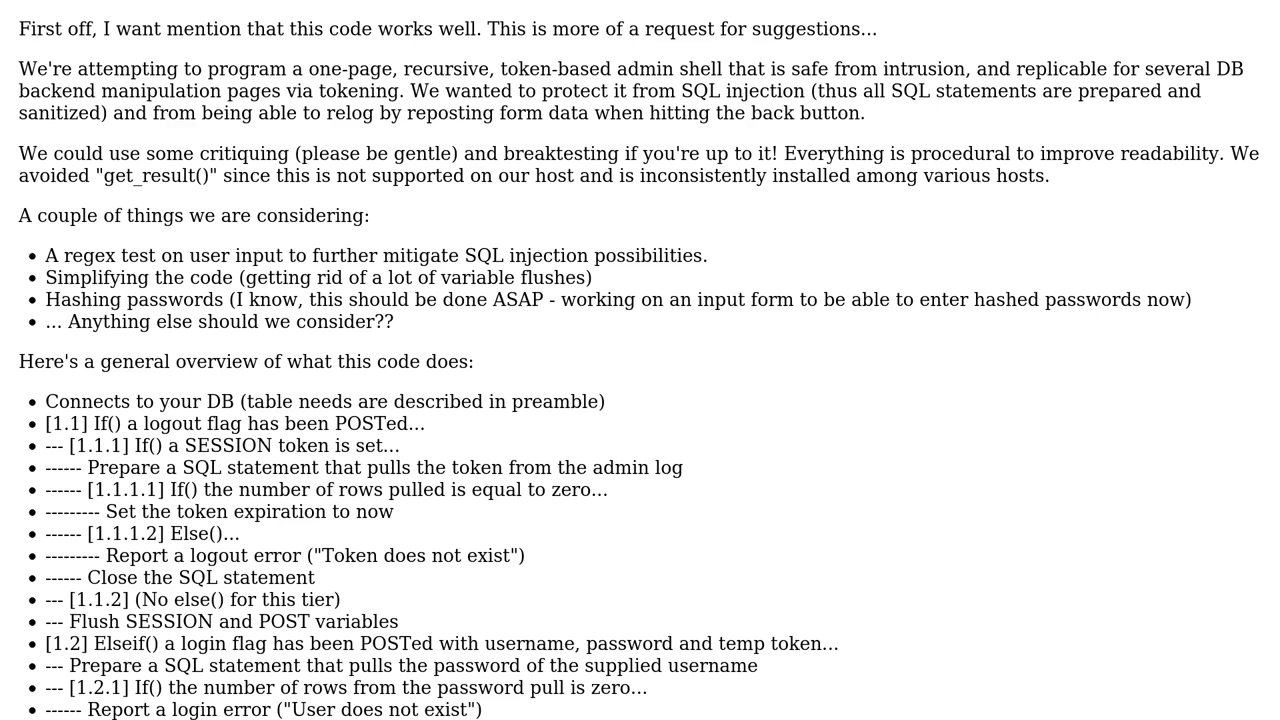 First off, I want mention that this code works well. This is more of a request for suggestions...
We're attempting to program a one-page, recursive, token-based admin shell that is safe from intrusion, and replicable for several DB
backend manipulation pages via tokening. We wanted to protect it from SQL injection (thus all SQL statements are prepared and
sanitized) and from being able to relog by reposting form data when hitting the back button.
We could use some critiquing (please be gentle) and breaktesting if you're up to it! Everything is procedural to improve readability. We
avoided "get_result()" since this is not supported on our host and is inconsistently installed among various hosts.
A couple of things we are considering:
• A regex test on user input to further mitigate SQL injection possibilities.
• Simplifying the code (getting rid of a lot of variable flushes)
• Hashing passwords (I know, this should be done ASAP - working on an input form to be able to enter hashed passwords now)
• ... Anything else should we consider??
Here's a general overview of what this code does:
• Connects to your DB (table needs are described in preamble)
• [1.1] If() a logout flag has been POSTed...
• --- [1.1.1] If() a SESSION token is set...
• ------ Prepare a SQL statement that pulls the token from the admin log
• ------ [1.1.1.1] If() the number of rows pulled is equal to zero...
• --------- Set the token expiration to now
• ------ [1.1.1.2] Else()...
• --------- Report a logout error ("Token does not exist")
• ------ Close the SQL statement
• --- [1.1.2] (No else() for this tier)
• --- Flush SESSION and POST variables
• [1.2] Elseif() a login flag has been POSTed with username, password and temp token...
• --- Prepare a SQL statement that pulls the password of the supplied username
• --- [1.2.1] If() the number of rows from the password pull is zero...
• ------ Report a login error ("User does not exist")